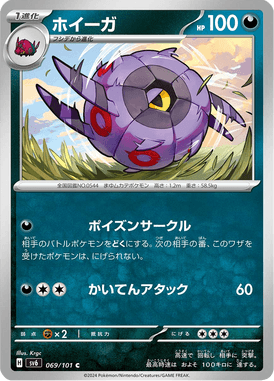 1進化
ホイーガ
HP 100
フシデから進化
全国図鑑NO.0544 まゆムカデポケモン 高さ:1.2m 重さ:58.5kg
ポイズンサークル
相手のバトルポケモンをどくにする。次の相手の番、このワザを
受けたポケモンは、にげられない。
かいてんアタック 60
弱点 ×2 抵抗力 にげる
Illus. Krgc
H SV6 069/101 C
高速で 回転し 相手に 突撃。
最高時速は およそ 100キロに 達する。
©2024 Pokémon/Nintendo/Creatures/GAME FREAK.